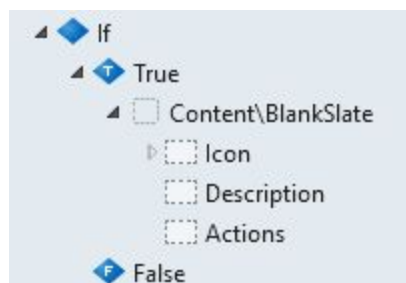 If
T True
Content\BlankSlate
Icon
Description
Actions
F False